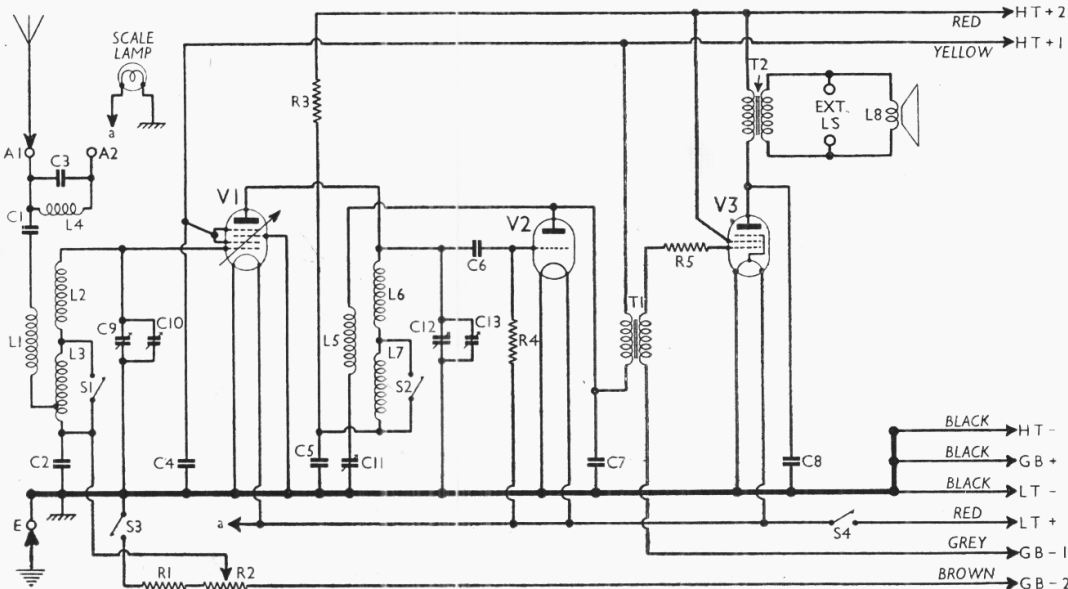 HT+2
RED
HT+1
YELLOW
SCALE
LAMP
a
T2
R3
EXT.
LS
L8
A1
C3
A2
V1
V2
V3
C1
L4
C6
R5
L2
L6
T1
C9
C10
L5
C12
C13
R4
L1
L3
L7
S1
S2
BLACK
HT-
C2
C4
C5
C11
C7
C8
BLACK
GB+
BLACK
LT-
E
S3
a
S4
RED
LT+
GREY
GB-1
R1
R2
BROWN
GB-2